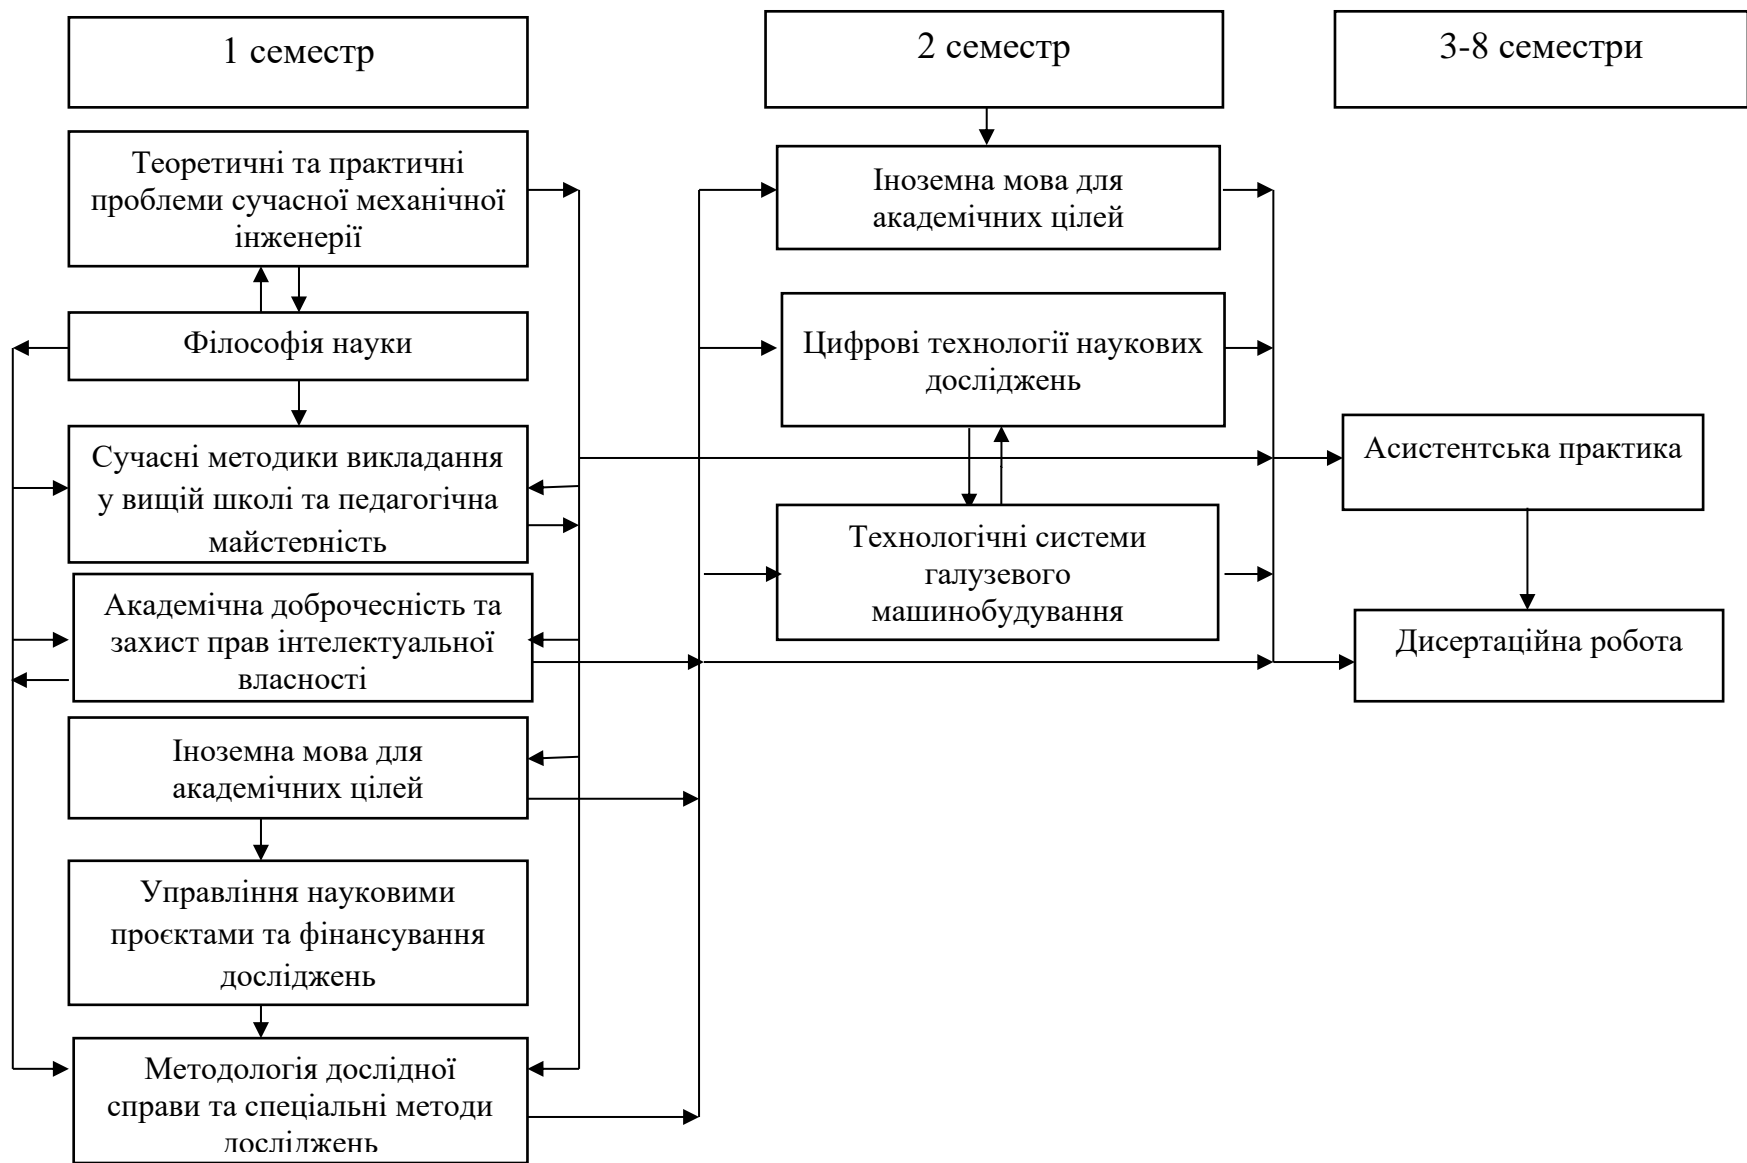 1 семестр
2 семестр
3-8 семестри
Теоретичні та практичні
проблеми сучасної механічної
інженерії
Філософія науки
Сучасні методики викладання
у вищій школі та педагогічна
майстерність
Академічна доброчесність та
захист прав інтелектуальної
власності
Іноземна мова для
академічних цілей
Управління науковими
проєктами та фінансування
досліджень
Методологія дослідної
справи та спеціальні методи
досліджень
Іноземна мова для
академічних цілей
Цифрові технології наукових
досліджень
Технологічні системи
галузевого
машинобудування
Асистентська практика
Дисертаційна робота